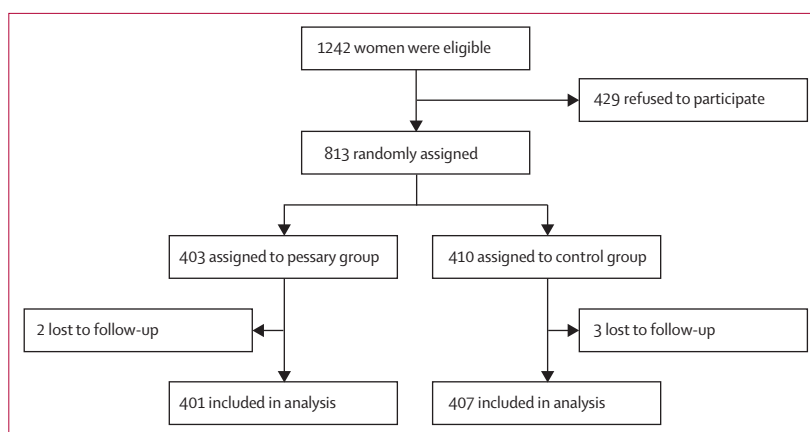 1242 women were eligible
429 refused to participate
813 randomly assigned
403 assigned to pessary group
410 assigned to control group
2 lost to follow-up
3 lost to follow-up
401 included in analysis
407 included in analysis